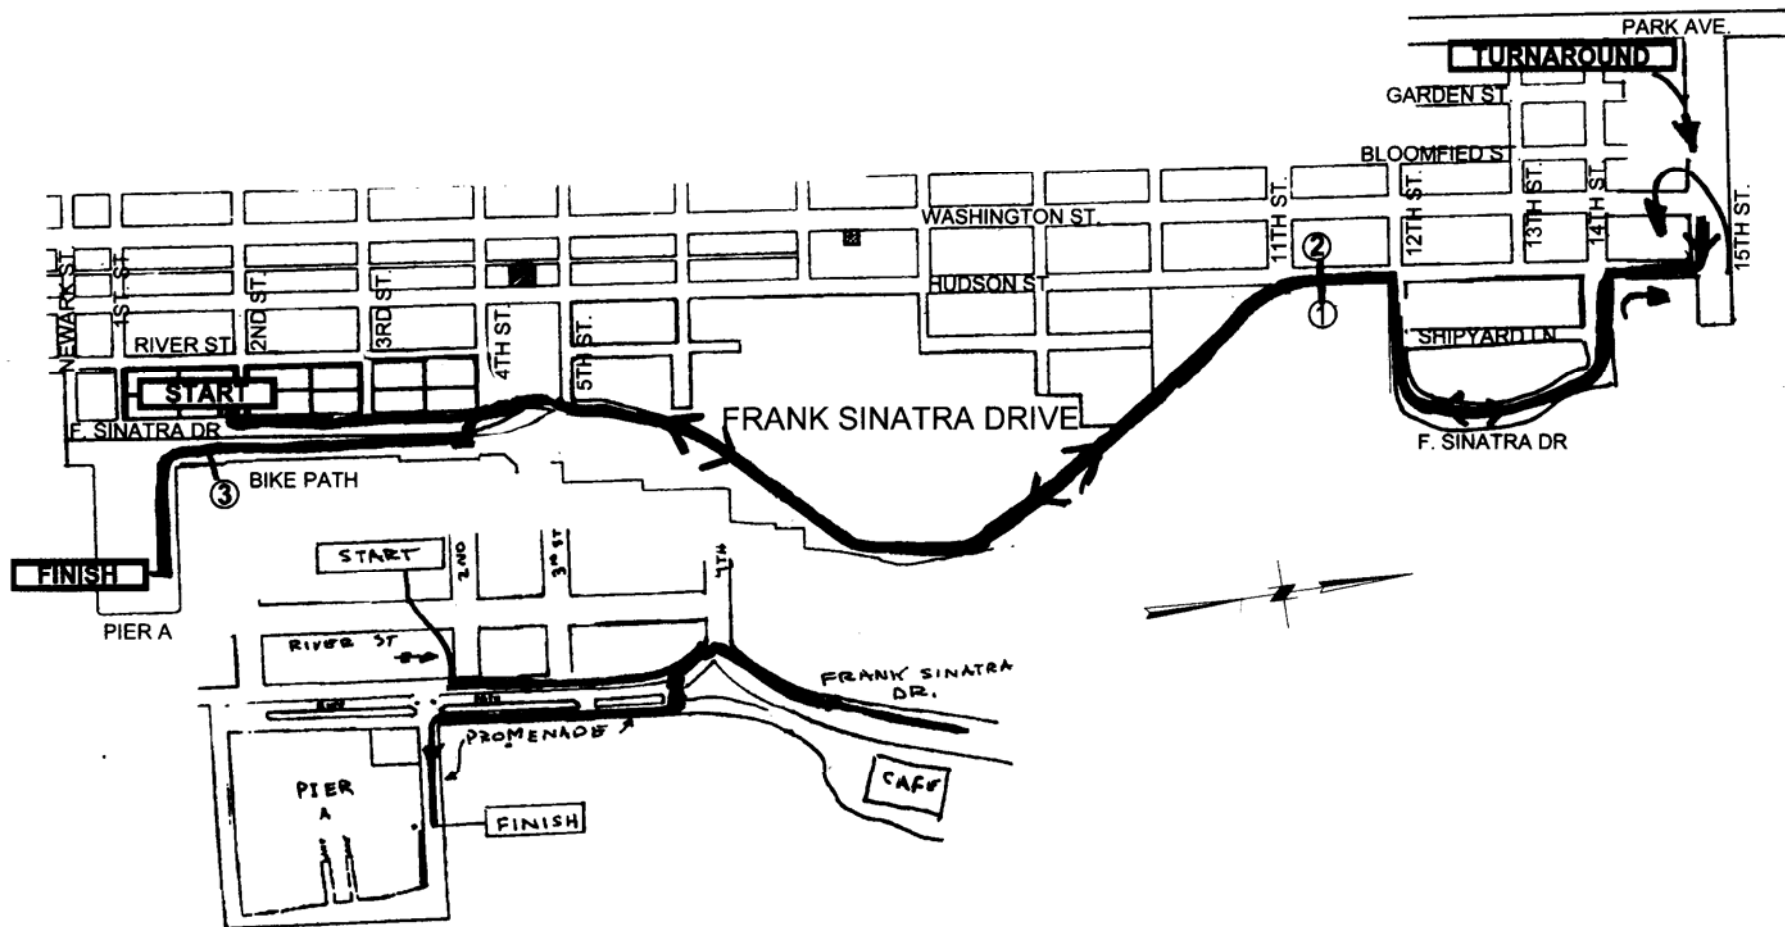 PARK AVE.
TURNAROUND
GARDEN ST.
BLOOMFIED ST.
WASHINGTON ST.
11TH ST.
12TH ST.
13TH ST.
14TH ST.
15TH ST.
2
1
HUDSON ST
NEWARK ST.
1ST. ST.
2ND ST.
3RD ST.
4TH ST.
5TH ST.
RIVER ST.
SHIPYARD LN
START
FRANK SINATRA DRIVE
F. SINATRA DR
F. SINATRA DR
BIKE PATH
3
FINISH
PIER A
START
2ND
3RD ST
4TH
RIVER ST
FRANK SINATRA
DR.
PROMENADE
PIER
A
CAFE
FINISH